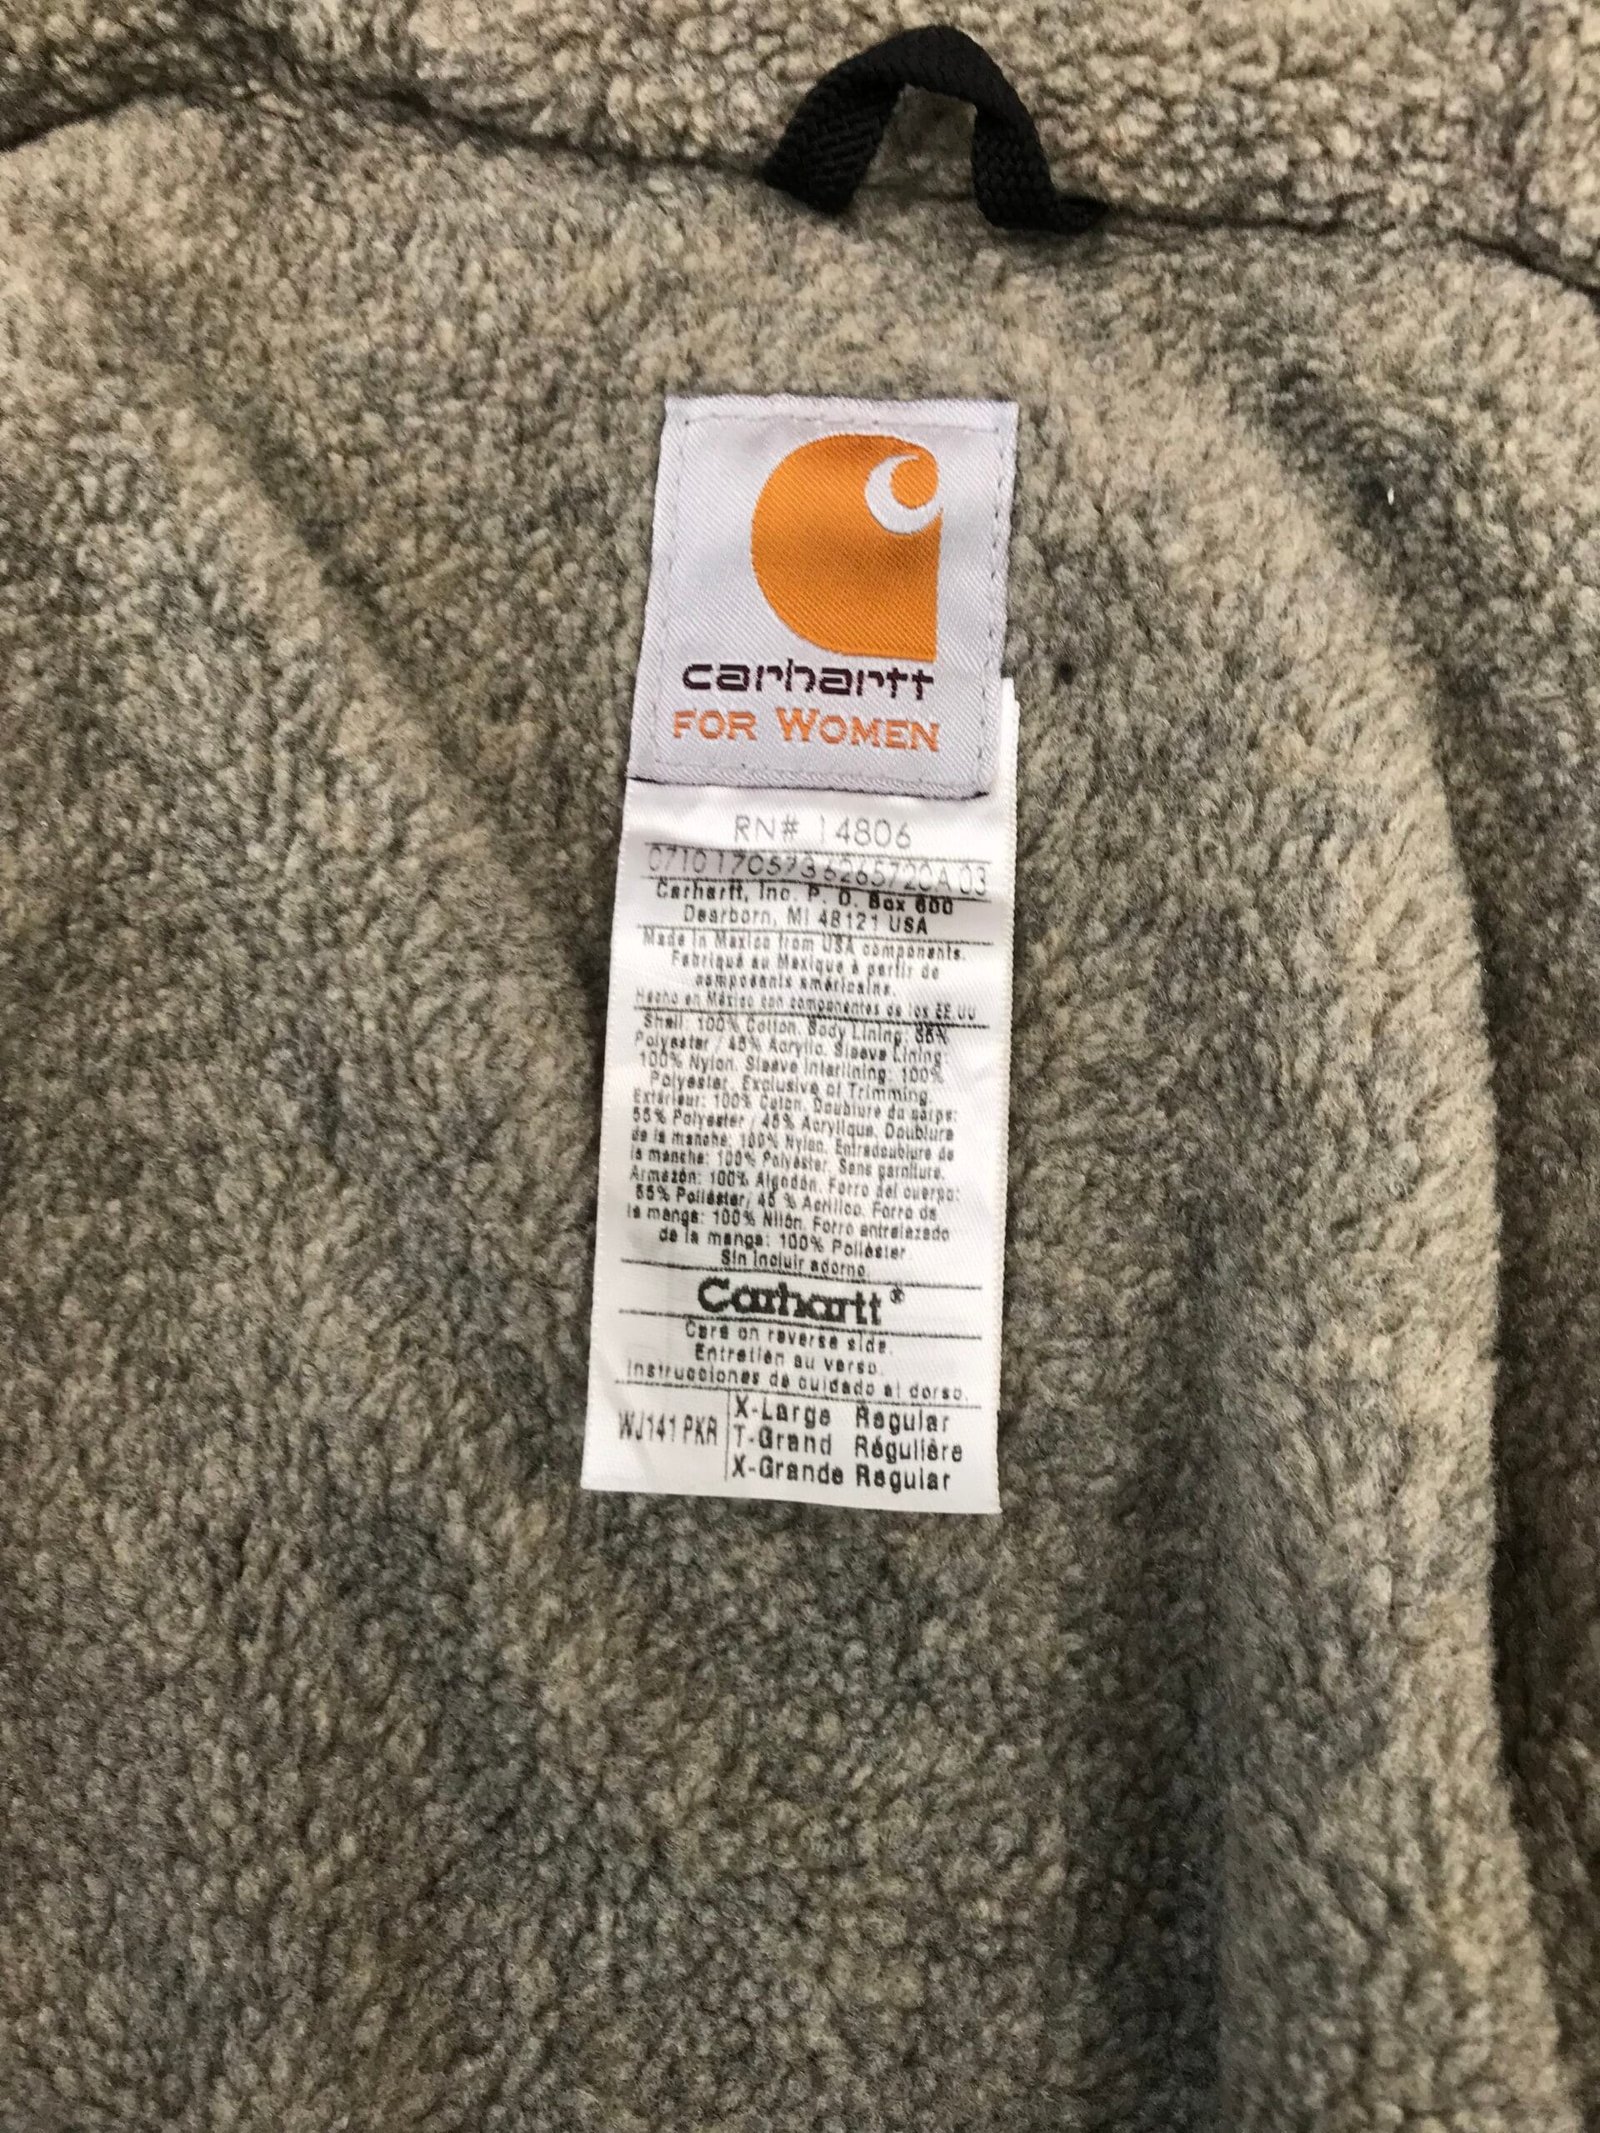 carhartt
FOR WOMEN
RN# 14806
0710170573626572CA 03
Carhartt, Inc. P. O. Box 600
Dearborn, MI 48121 USA
Made in Mexico from USA components.
Fabriqué au Mexique à partir de
composants américains.
Hecho en México con componentes de los EE.UU
Shell: 100% Cotton. Body Lining: 55%
Polyester / 45% Acrylic. Sleeve Lining:
100% Nylon. Sleeve Interlining: 100%
Polyester. Exclusive of Trimming.
Extérieur: 100% Coton. Doublure du corps:
55% Polyester / 45% Acrylique. Doublure
de la manche: 100% Nylon. Entredoublure de
la manche: 100% Polyéster. Sans garniture.
Armazón: 100% Algodón. Forro del cuerpo:
55% Poliéster/ 45 % Acrílico. Forro de
la manga: 100% Nilón. Forro entrelazado
de la manga: 100% Poliéster.
Sin incluir adorno.
Carhartt®
Care on reverse side.
Entretien au verso.
Instrucciones de cuidado al dorso.
WJ141 PKR
X-Large Regular
T-Grand Régulière
X-Grande Regular